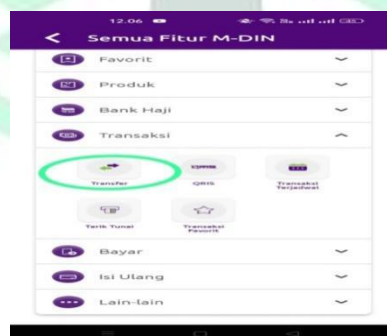 12.06
Semua Fitur M-DIN
Favorit
Produk
Bank Haji
Transaksi
Transfer
QRIS
Transaksi
Terjadwal
Tarik Tunai
Transaksi
Favorit
Bayar
Isi Ulang
Lain-lain